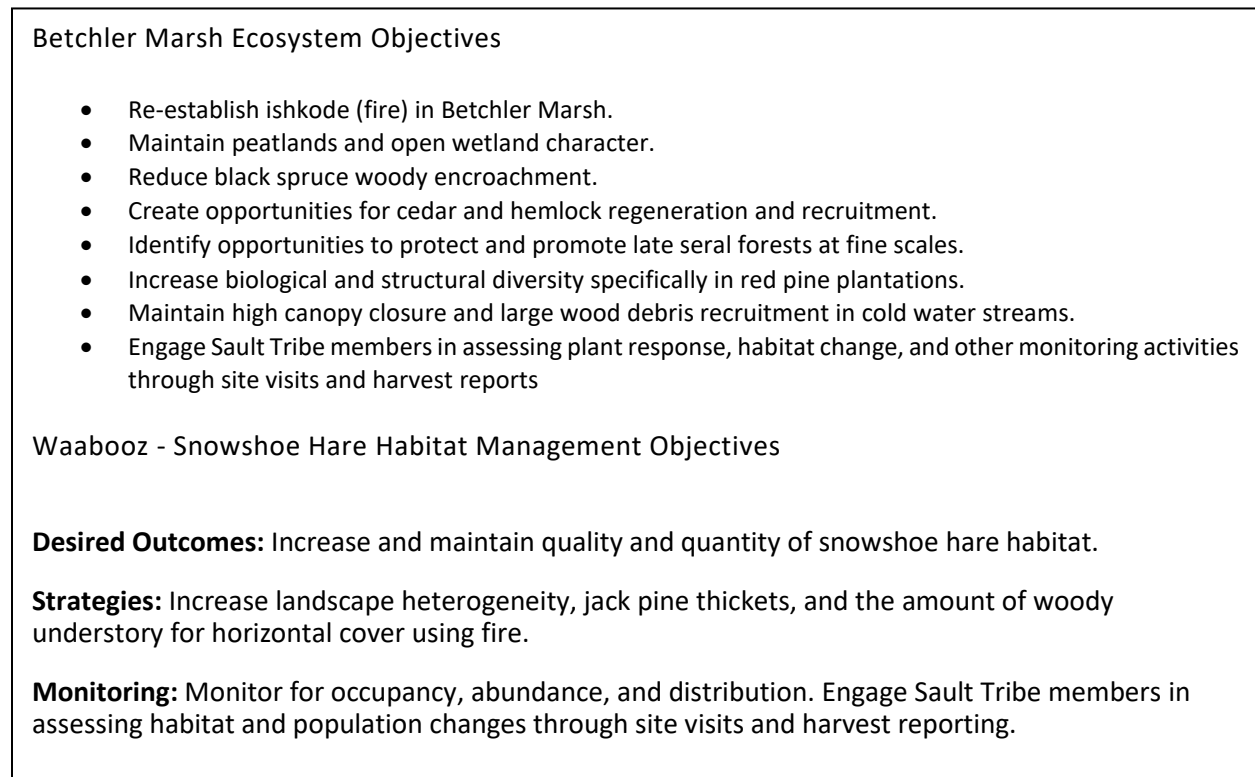 Betchler Marsh Ecosystem Objectives
• Re-establish ishkode (fire) in Betchler Marsh.
• Maintain peatlands and open wetland character.
• Reduce black spruce woody encroachment.
• Create opportunities for cedar and hemlock regeneration and recruitment.
• Identify opportunities to protect and promote late seral forests at fine scales.
• Increase biological and structural diversity specifically in red pine plantations.
• Maintain high canopy closure and large wood debris recruitment in cold water streams.
• Engage Sault Tribe members in assessing plant response, habitat change, and other monitoring activities
through site visits and harvest reports
Waabooz - Snowshoe Hare Habitat Management Objectives
Desired Outcomes: Increase and maintain quality and quantity of snowshoe hare habitat.
Strategies: Increase landscape heterogeneity, jack pine thickets, and the amount of woody
understory for horizontal cover using fire.
Monitoring: Monitor for occupancy, abundance, and distribution. Engage Sault Tribe members in
assessing habitat and population changes through site visits and harvest reporting.